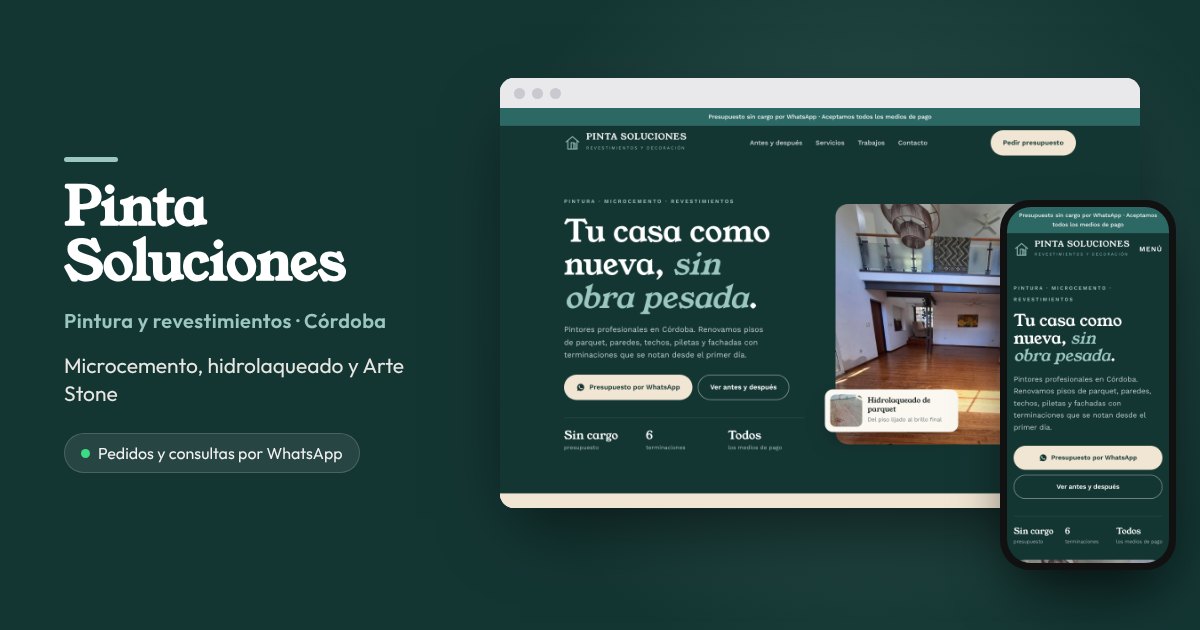 Pinta
Soluciones
Pintura y revestimientos · Córdoba
Microcemento, hidrolaqueado y Arte
Stone
Pedidos y consultas por WhatsApp
Presupuesto sin cargo por WhatsApp · Aceptamos todos los medios de pago
PINTA SOLUCIONES
REVESTIMIENTOS Y DECORACIÓN
Antes y después
Servicios
Trabajos
Contacto
Pedir presupuesto
PINTURA · MICROCEMENTO · REVESTIMIENTOS
Tu casa como
nueva, sin
obra pesada.
Pintores profesionales en Córdoba. Renovamos pisos
de parquet, paredes, techos, piletas y fachadas con
terminaciones que se notan desde el primer día.
Presupuesto por WhatsApp
Ver antes y después
Sin cargo
presupuesto
6
terminaciones
Todos
los medios de pago
Hidrolaqueado de
parquet
Del piso lijado al brillo final
Presupuesto sin cargo por WhatsApp · Aceptamos
todos los medios de pago
PINTA SOLUCIONES
REVESTIMIENTOS Y DECORACIÓN
MENÚ
PINTURA · MICROCEMENTO ·
REVESTIMIENTOS
Tu casa como
nueva, sin
obra pesada.
Pintores profesionales en Córdoba.
Renovamos pisos de parquet, paredes,
techos, piletas y fachadas con
terminaciones que se notan desde el
primer día.
Presupuesto por WhatsApp
Ver antes y después
Sin cargo
presupuesto
6
terminaciones
Todos
los medios de pago